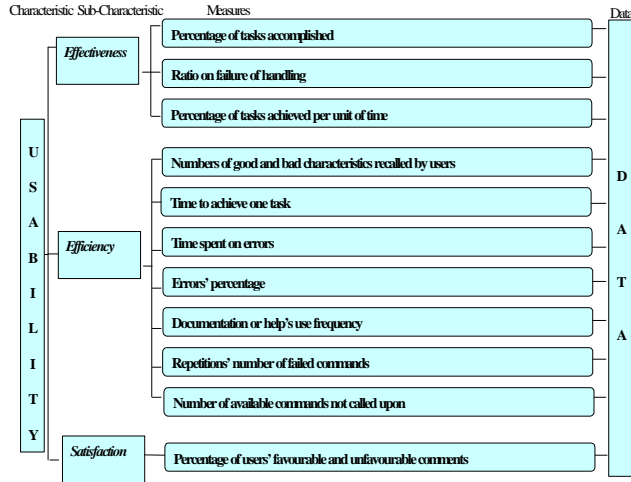 Characteristic Sub-Characteristic Measures Data
Effectiveness
Percentage of tasks accomplished
Ratio on failure of handling
Percentage of tasks achieved per unit of time
USABILITY
Efficiency
Numbers of good and bad characteristics recalled by users
Time to achieve one task
Time spent on errors
Errors' percentage
Documentation or help's use frequency
Repetitions' number of failed commands
Number of available commands not called upon
Satisfaction
Percentage of users' favourable and unfavourable comments
DATA